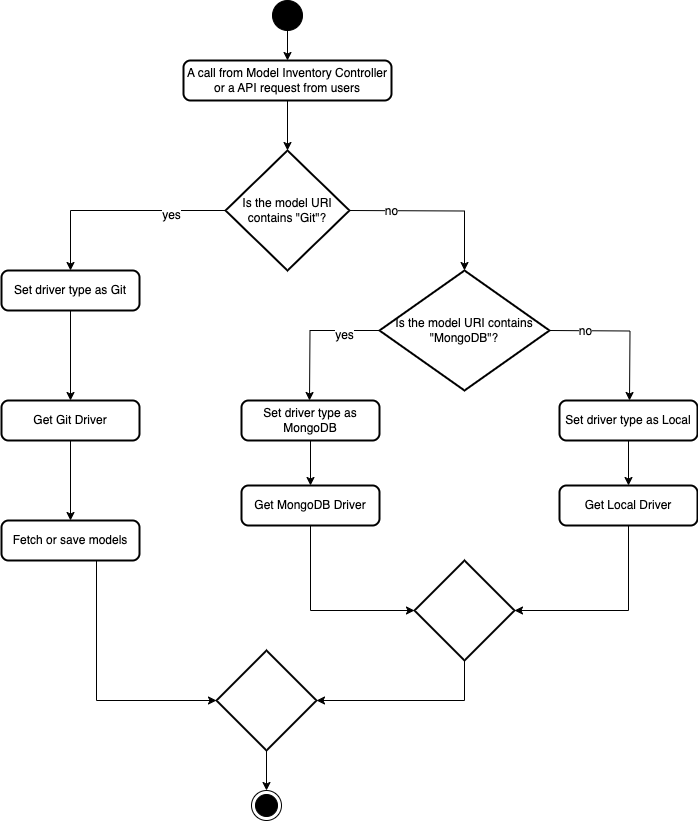 A call from Model Inventory Controller
or a API request from users
Is the model URI
contains "Git"?
yes
no
Set driver type as Git
Is the model URI contains
"MongoDB"?
yes
no
Get Git Driver
Set driver type as
MongoDB
Set driver type as Local
Get MongoDB Driver
Get Local Driver
Fetch or save models